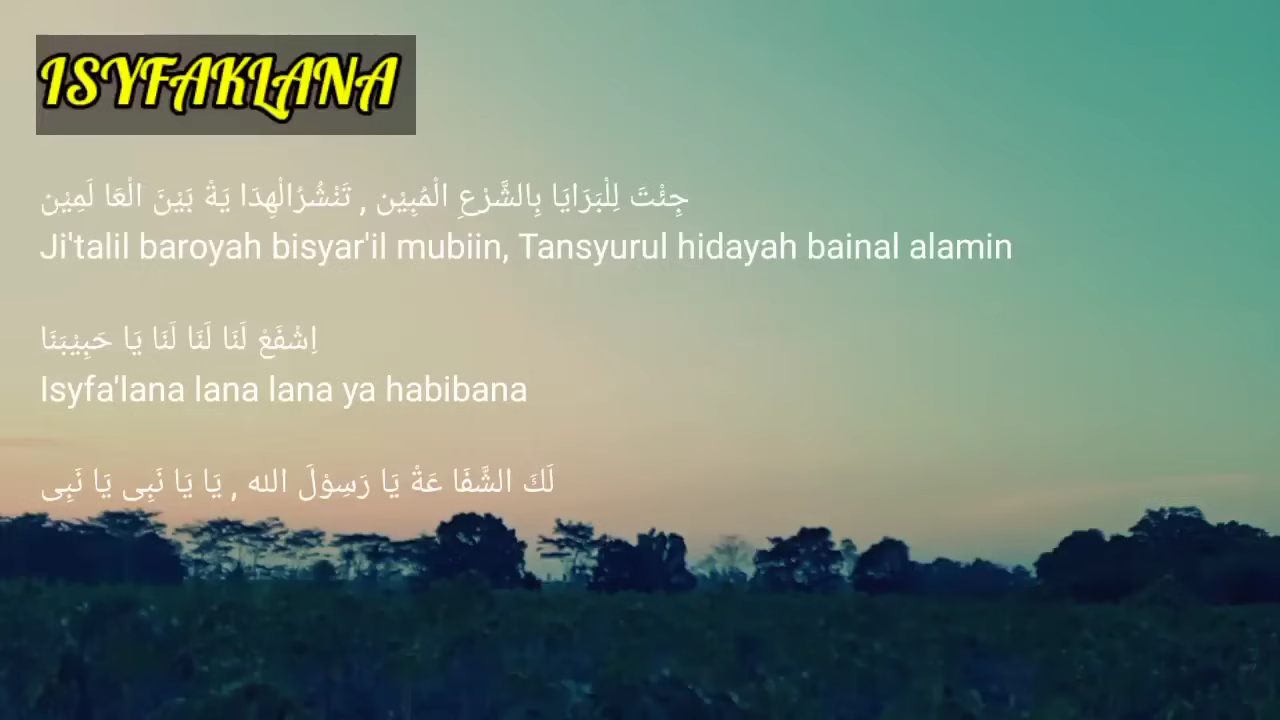 ISYFAKLANA
جِئْتَ لِلْبَرَايَا بِالشَّرْعِ الْمُبِيْن , تَنْشُرُالْهِدَا يَةْ بَيْنَ الْعَا لَمِيْن
Ji'talil baroyah bisyar'il mubiin, Tansyurul hidayah bainal alamin
اِشْفَعْ لَنَا لَنَا لَنَا يَا حَبِيْبَنَا
Isyfa'lana lana lana ya habibana
لَكَ الشَّفَا عَةْ يَا رَسِوْلَ الله , يَا يَا نَبِى يَا نَبِى